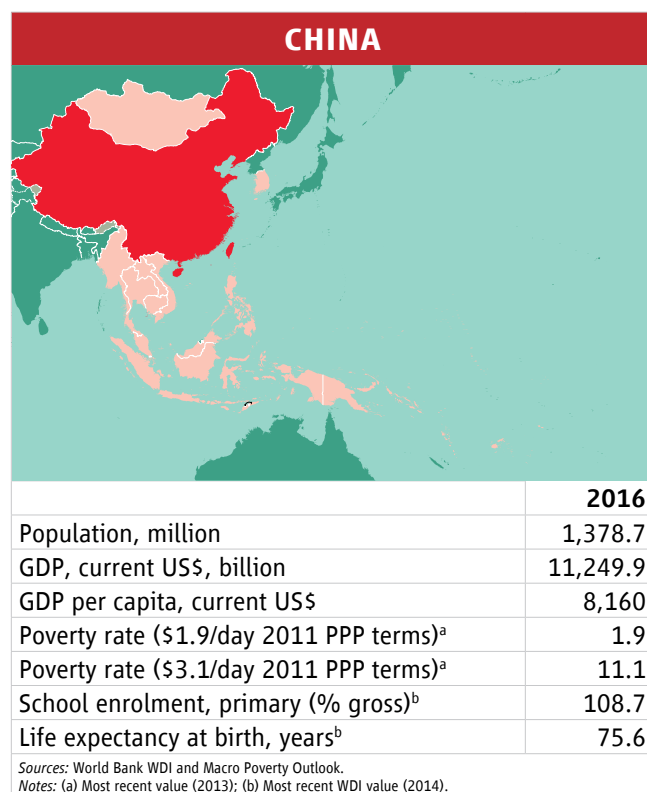 CHINA
2016
Population, million 1,378.7
GDP, current US$, billion 11,249.9
GDP per capita, current US$ 8,160
Poverty rate ($1.9/day 2011 PPP terms)ᵃ 1.9
Poverty rate ($3.1/day 2011 PPP terms)ᵃ 11.1
School enrolment, primary (% gross)ᵇ 108.7
Life expectancy at birth, yearsᵇ 75.6
Sources: World Bank WDI and Macro Poverty Outlook.
Notes: (a) Most recent value (2013); (b) Most recent WDI value (2014).